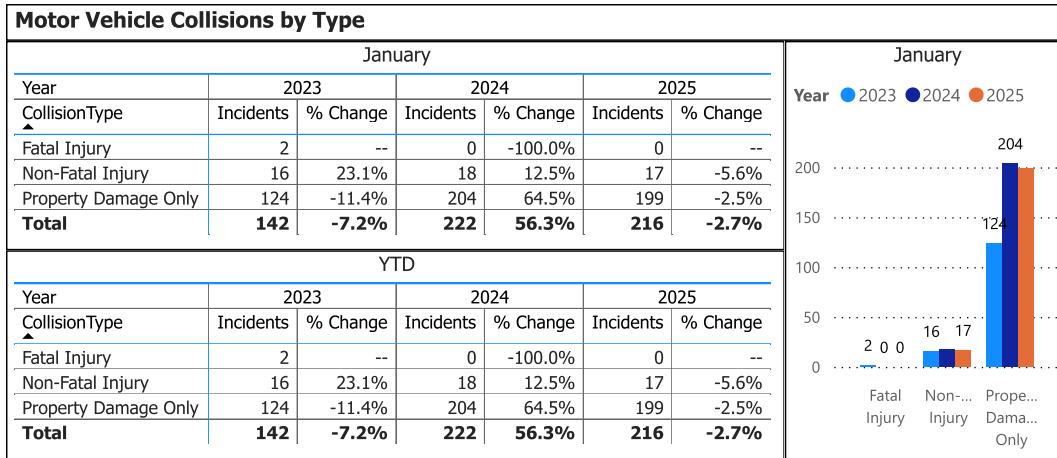 Motor Vehicle Collisions by Type
January
Year 2023 2024 2025
CollisionType Incidents % Change Incidents % Change Incidents % Change
Fatal Injury 2 -- 0 -100.0% 0 --
Non-Fatal Injury 16 23.1% 18 12.5% 17 -5.6%
Property Damage Only 124 -11.4% 204 64.5% 199 -2.5%
Total 142 -7.2% 222 56.3% 216 -2.7%
YTD
Year 2023 2024 2025
CollisionType Incidents % Change Incidents % Change Incidents % Change
Fatal Injury 2 -- 0 -100.0% 0 --
Non-Fatal Injury 16 23.1% 18 12.5% 17 -5.6%
Property Damage Only 124 -11.4% 204 64.5% 199 -2.5%
Total 142 -7.2% 222 56.3% 216 -2.7%
January
Year 2023 2024 2025
204
200
150
124
100
50
16 17
2 0 0
0
Fatal Non-... Prope...
Injury Injury Dama...
Only